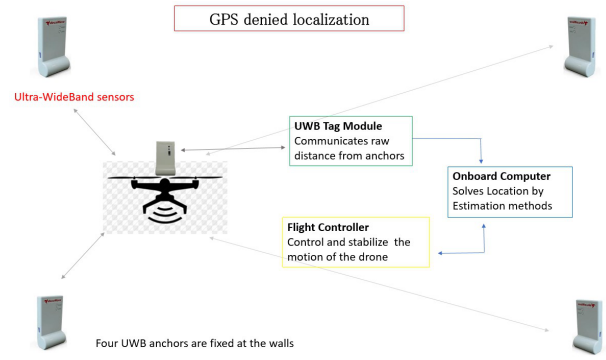 GPS denied localization
Ultra-WideBand sensors
UWB Tag Module
Communicates raw
distance from anchors
Onboard Computer
Solves Location by
Estimation methods
Flight Controller
Control and stabilize the
motion of the drone
Four UWB anchors are fixed at the walls